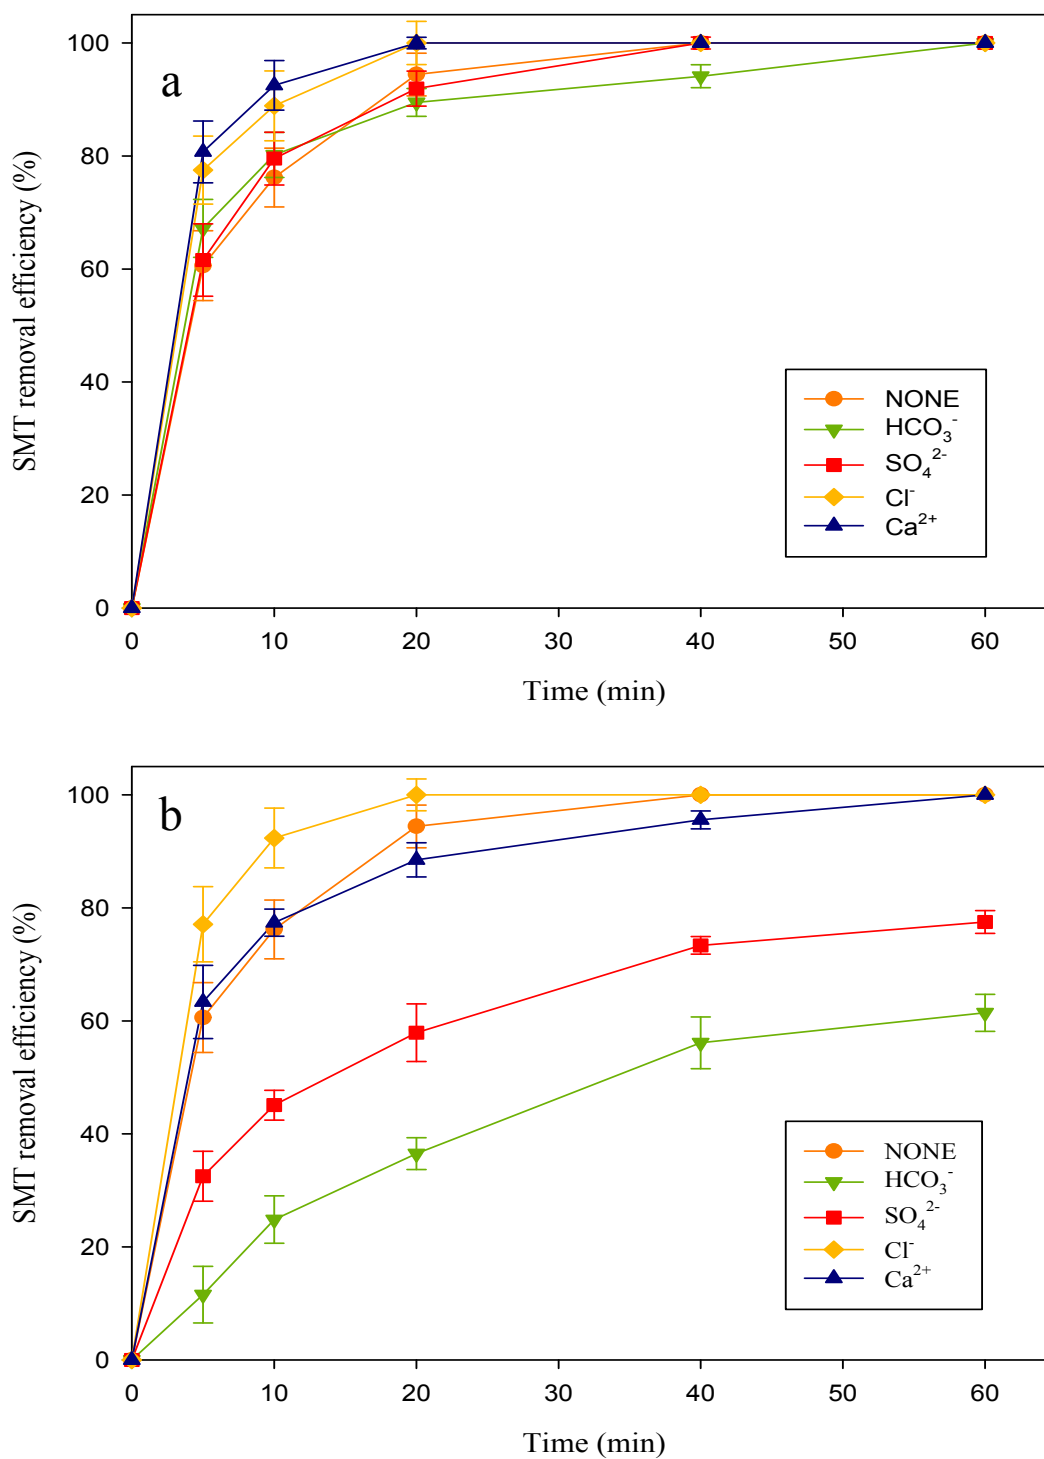 a
SMT removal efficiency (%)
100
80
60
40
20
0
NONE
HCO₃⁻
SO₄²⁻
Cl⁻
Ca²⁺
0 10 20 30 40 50 60
Time (min)
b
SMT removal efficiency (%)
100
80
60
40
20
0
NONE
HCO₃⁻
SO₄²⁻
Cl⁻
Ca²⁺
0 10 20 30 40 50 60
Time (min)